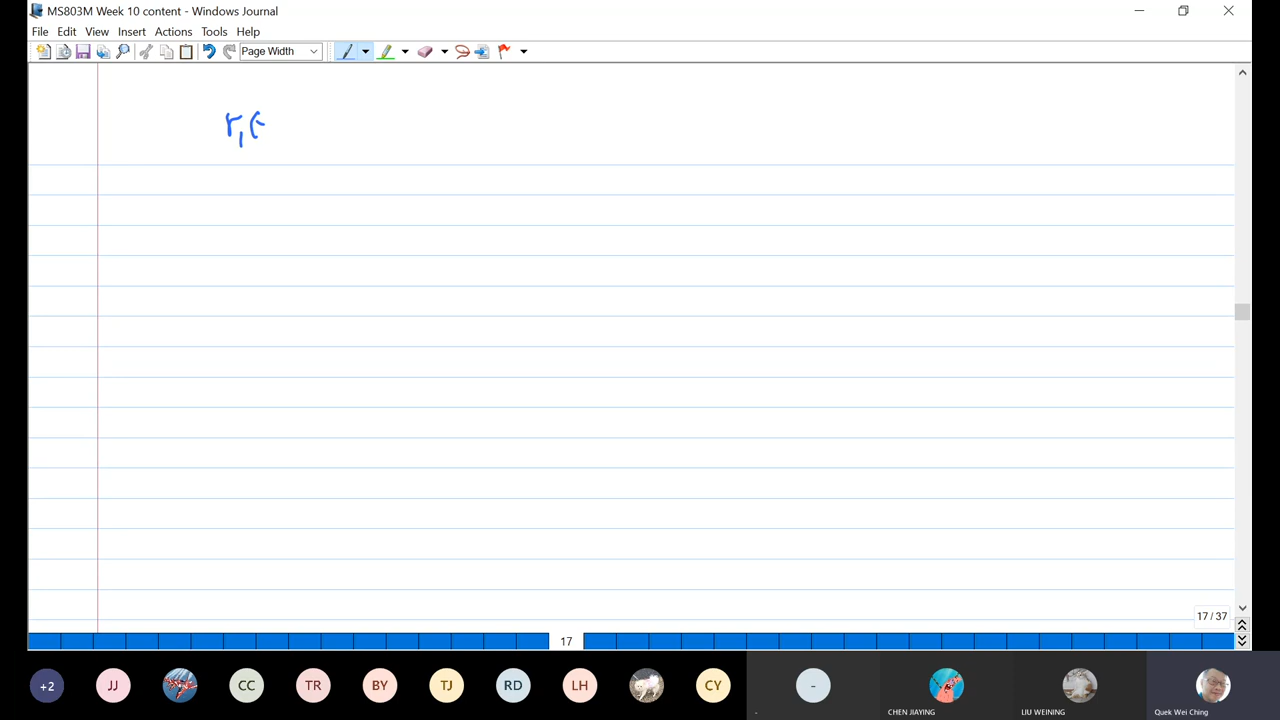 MS803M Week 10 content - Windows Journal
File Edit View Insert Actions Tools Help
Page Width
r,(
17 / 37
17
+2 JJ CC TR BY TJ RD LH CY -
- CHEN JIAYING LIU WEINING Quek Wei Ching